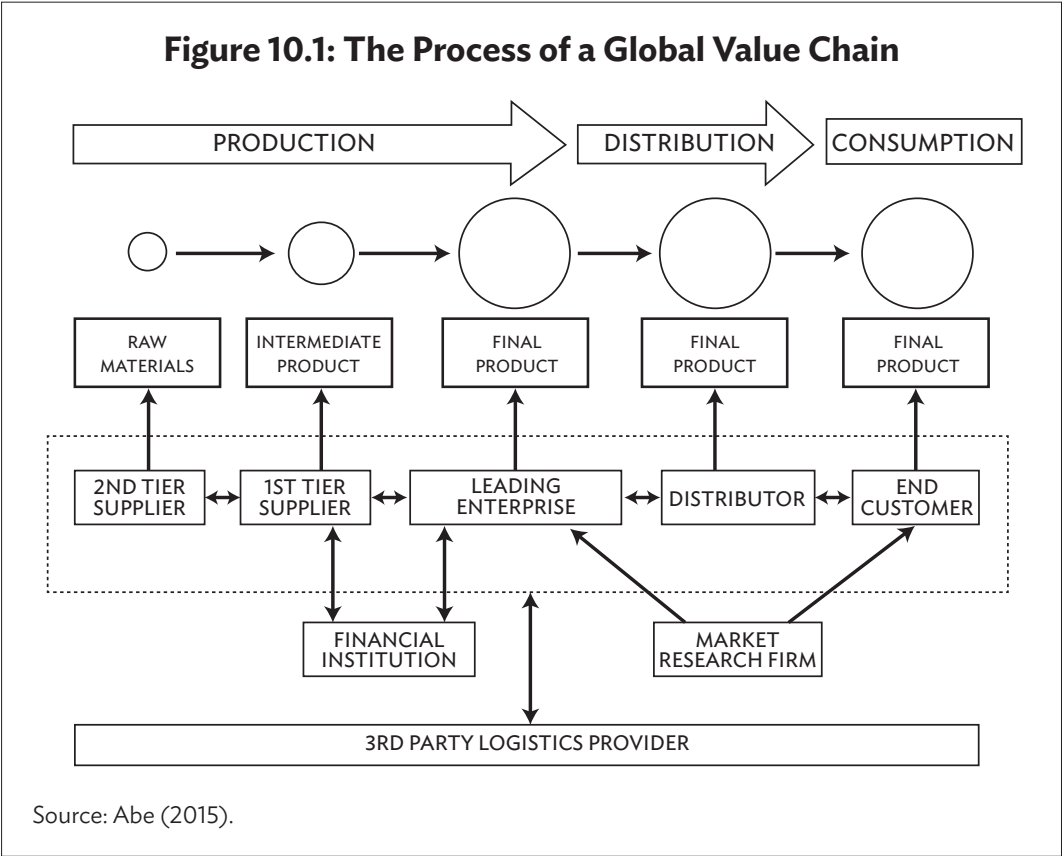 Figure 10.1: The Process of a Global Value Chain
PRODUCTION
DISTRIBUTION
CONSUMPTION
RAW
MATERIALS
INTERMEDIATE
PRODUCT
FINAL
PRODUCT
FINAL
PRODUCT
FINAL
PRODUCT
2ND TIER
SUPPLIER
1ST TIER
SUPPLIER
LEADING
ENTERPRISE
DISTRIBUTOR
END
CUSTOMER
FINANCIAL
INSTITUTION
MARKET
RESEARCH FIRM
3RD PARTY LOGISTICS PROVIDER
Source: Abe (2015).